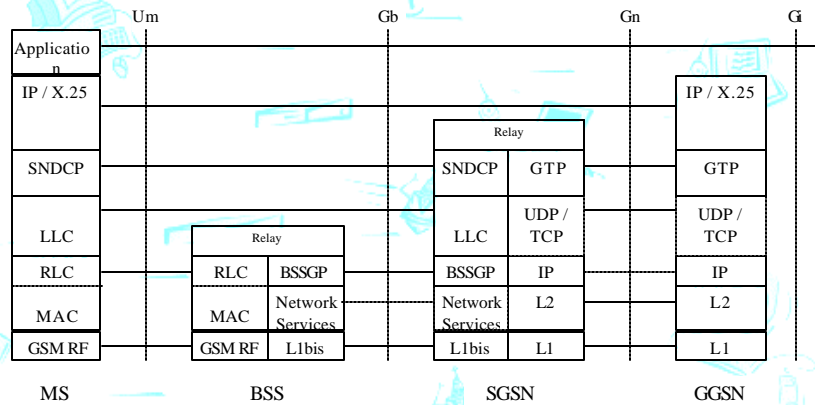 Um Gb Gn Gi
Applicatio
n
IP / X.25 IP / X.25
Relay
SNDCP SNDCP GTP GTP
UDP / UDP /
LLC LLC TCP TCP
Relay
RLC RLC BSSGP BSSGP IP IP
MAC MAC Network Network L2 L2
Services Services
GSM RF GSM RF L1bis L1bis L1 L1
MS BSS SGSN GGSN